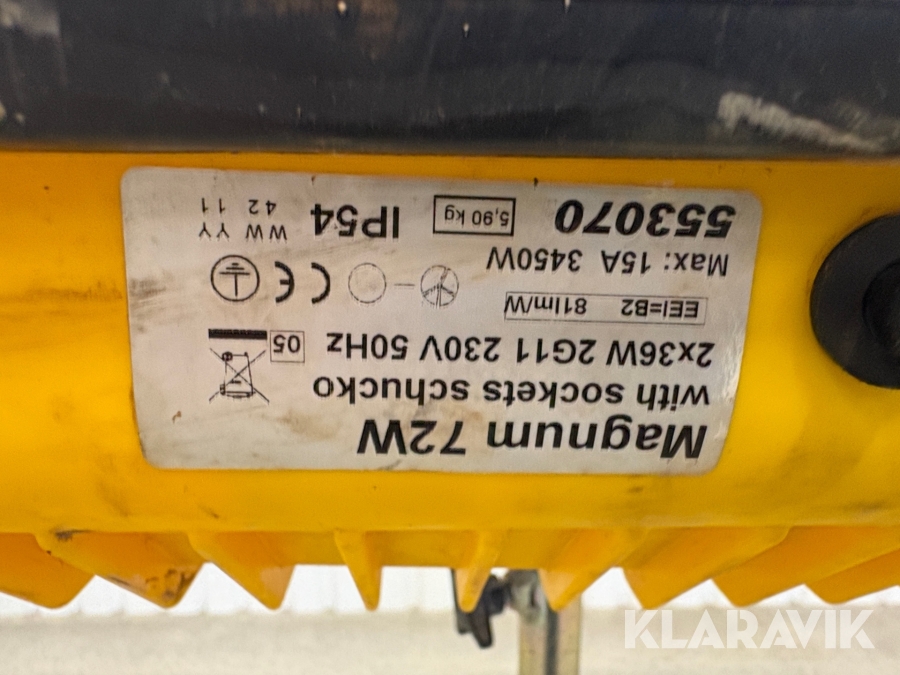 Magnum 72W
with sockets schucko
2x36W 2G11 230V 50Hz
05
EEI=B2 81lm/W
Max: 15A 3450W
553070
5,90 kg
IP54
WW YY
42 11
CE
KLARAVIK